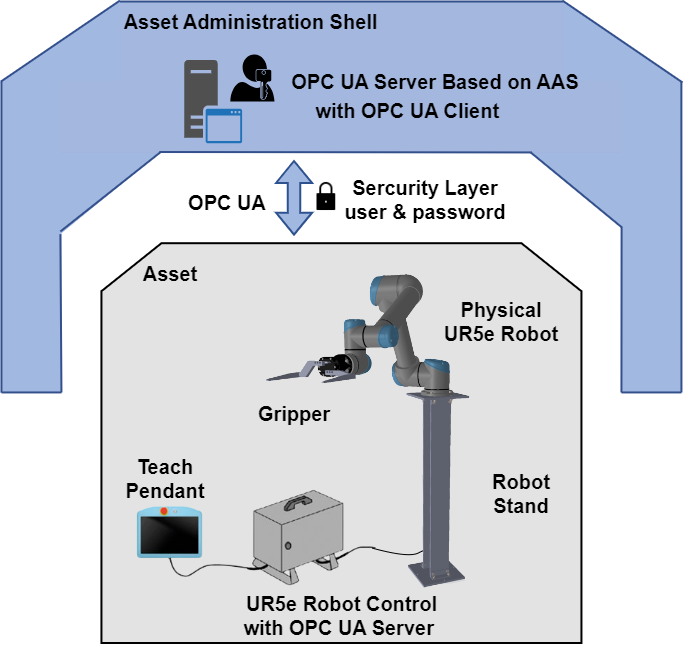 Asset Administration Shell
OPC UA Server Based on AAS
with OPC UA Client
OPC UA
Sercurity Layer
user & password
Asset
Physical
UR5e Robot
Gripper
Teach
Pendant
Robot
Stand
UR5e Robot Control
with OPC UA Server